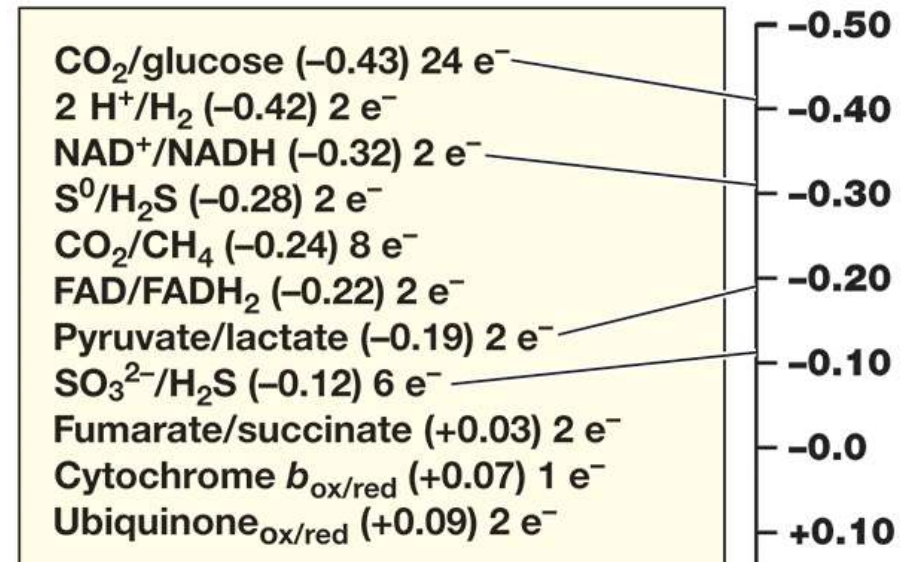 CO₂/glucose (–0.43) 24 e⁻
2 H⁺/H₂ (–0.42) 2 e⁻
NAD⁺/NADH (–0.32) 2 e⁻
S⁰/H₂S (–0.28) 2 e⁻
CO₂/CH₄ (–0.24) 8 e⁻
FAD/FADH₂ (–0.22) 2 e⁻
Pyruvate/lactate (–0.19) 2 e⁻
SO₃²⁻/H₂S (–0.12) 6 e⁻
Fumarate/succinate (+0.03) 2 e⁻
Cytochrome b ox/red (+0.07) 1 e⁻
Ubiquinone ox/red (+0.09) 2 e⁻
–0.50
–0.40
–0.30
–0.20
–0.10
–0.0
+0.10